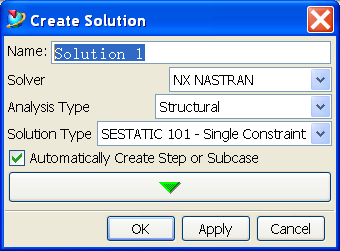 Create Solution
Name: Solution 1
Solver NX NASTRAN
Analysis Type Structural
Solution Type SESTATIC 101 - Single Constraint
Automatically Create Step or Subcase
OK Apply Cancel